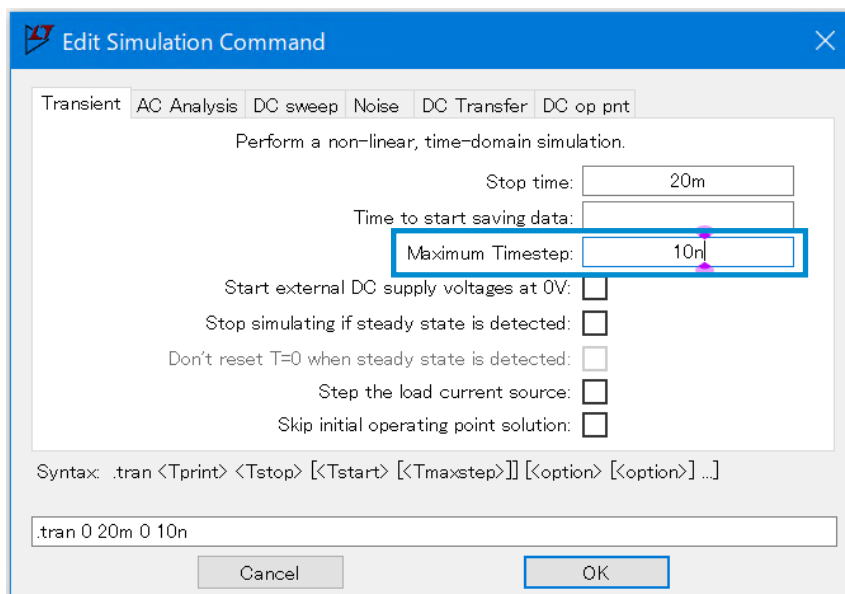 Edit Simulation Command
Transient AC Analysis DC sweep Noise DC Transfer DC op pnt
Perform a non-linear, time-domain simulation.
Stop time: 20m
Time to start saving data:
Maximum Timestep: 10n
Start external DC supply voltages at 0V:
Stop simulating if steady state is detected:
Don't reset T=0 when steady state is detected:
Step the load current source:
Skip initial operating point solution:
Syntax: .tran <Tprint> <Tstop> [<Tstart> [<Tmaxstep>]] [<option> [<option>] ...]
.tran 0 20m 0 10n
Cancel OK